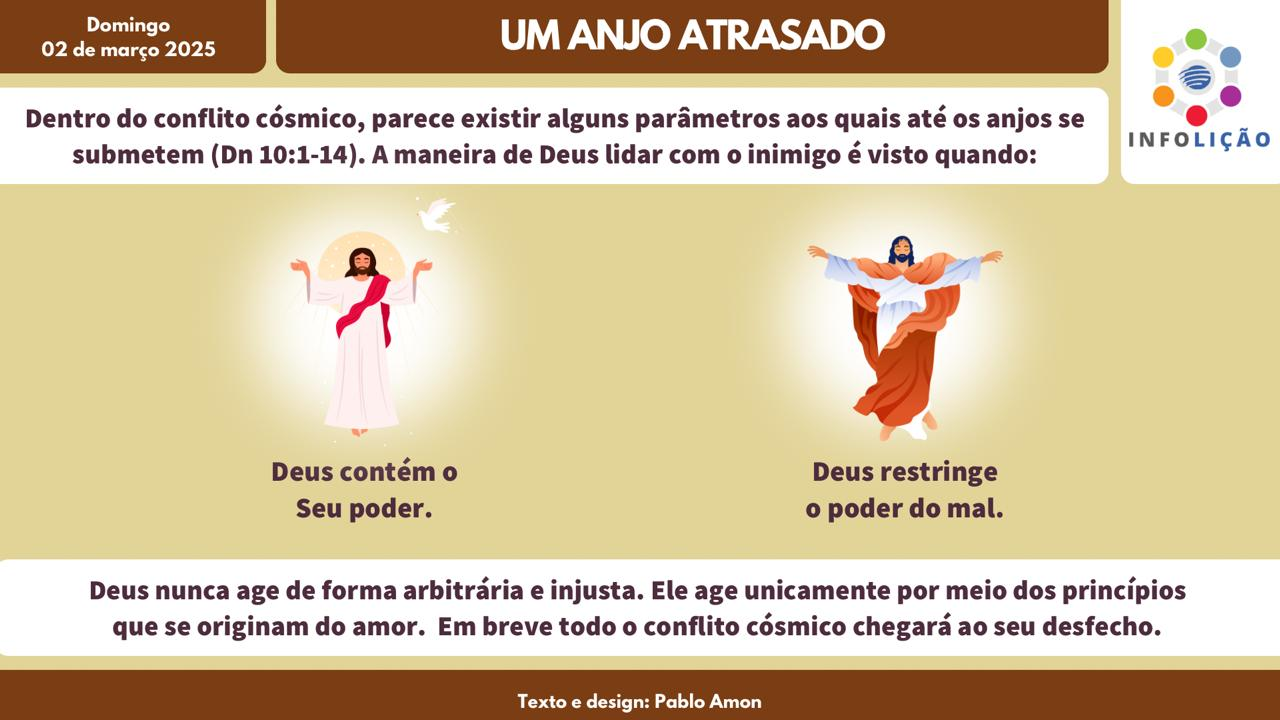 Domingo
02 de março 2025
UM ANJO ATRASADO
INFOLIÇÃO
Dentro do conflito cósmico, parece existir alguns parâmetros aos quais até os anjos se
submetem (Dn 10:1-14). A maneira de Deus lidar com o inimigo é visto quando:
Deus contém o
Seu poder.
Deus restringe
o poder do mal.
Deus nunca age de forma arbitrária e injusta. Ele age unicamente por meio dos princípios
que se originam do amor.  Em breve todo o conflito cósmico chegará ao seu desfecho.
Texto e design: Pablo Amon